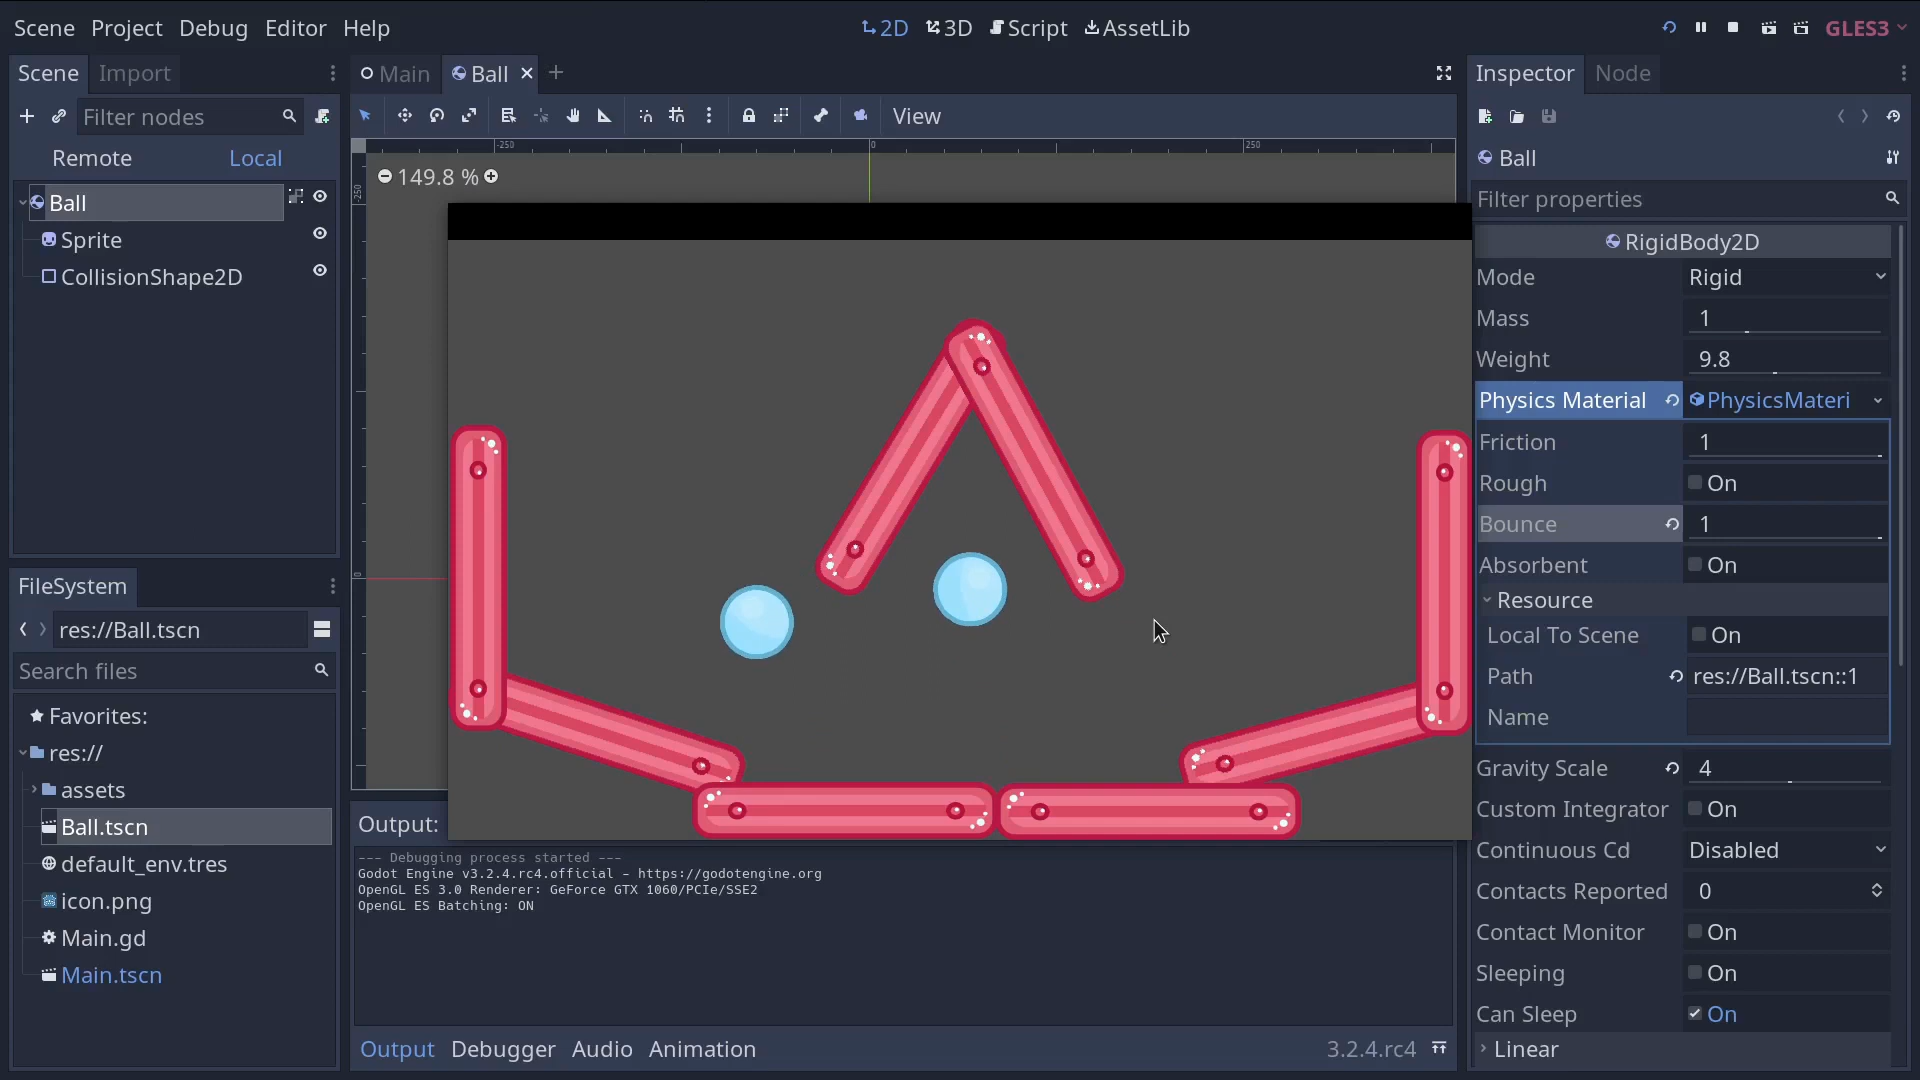 Scene Project Debug Editor Help
2D 3D Script AssetLib
GLES3
Scene Import
Filter nodes
Remote Local
Ball
Sprite
CollisionShape2D
FileSystem
res://Ball.tscn
Search files
Favorites:
res://
assets
Ball.tscn
default_env.tres
icon.png
Main.gd
Main.tscn
Main Ball
View
-250 0 250
-250
0
149.8 %
Output:
--- Debugging process started ---
Godot Engine v3.2.4.rc4.official - https://godotengine.org
OpenGL ES 3.0 Renderer: GeForce GTX 1060/PCIe/SSE2
OpenGL ES Batching: ON
Output Debugger Audio Animation
3.2.4.rc4
Inspector Node
Ball
Filter properties
RigidBody2D
Mode Rigid
Mass 1
Weight 9.8
Physics Material PhysicsMateri
Friction 1
Rough On
Bounce 1
Absorbent On
Resource
Local To Scene On
Path res://Ball.tscn::1
Name
Gravity Scale 4
Custom Integrator On
Continuous Cd Disabled
Contacts Reported 0
Contact Monitor On
Sleeping On
Can Sleep On
Linear